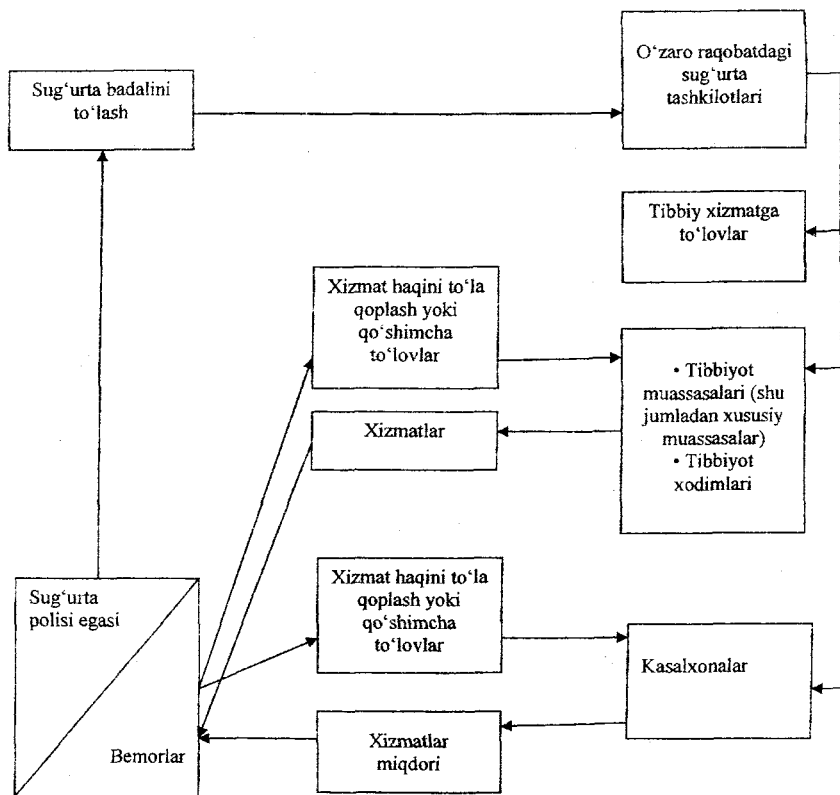 Sug‘urta badalini
to‘lash
O‘zaro raqobatdagi
sug‘urta
tashkilotlari
Tibbiy xizmatga
to‘lovlar
Xizmat haqini to‘la
qoplash yoki
qo‘shimcha
to‘lovlar
• Tibbiyot
muassasalari (shu
jumladan xususiy
muassasalar)
• Tibbiyot
xodimlari
Xizmatlar
Sug‘urta
polisi egasi
Bemorlar
Xizmat haqini to‘la
qoplash yoki
qo‘shimcha
to‘lovlar
Kasalxonalar
Xizmatlar
miqdori